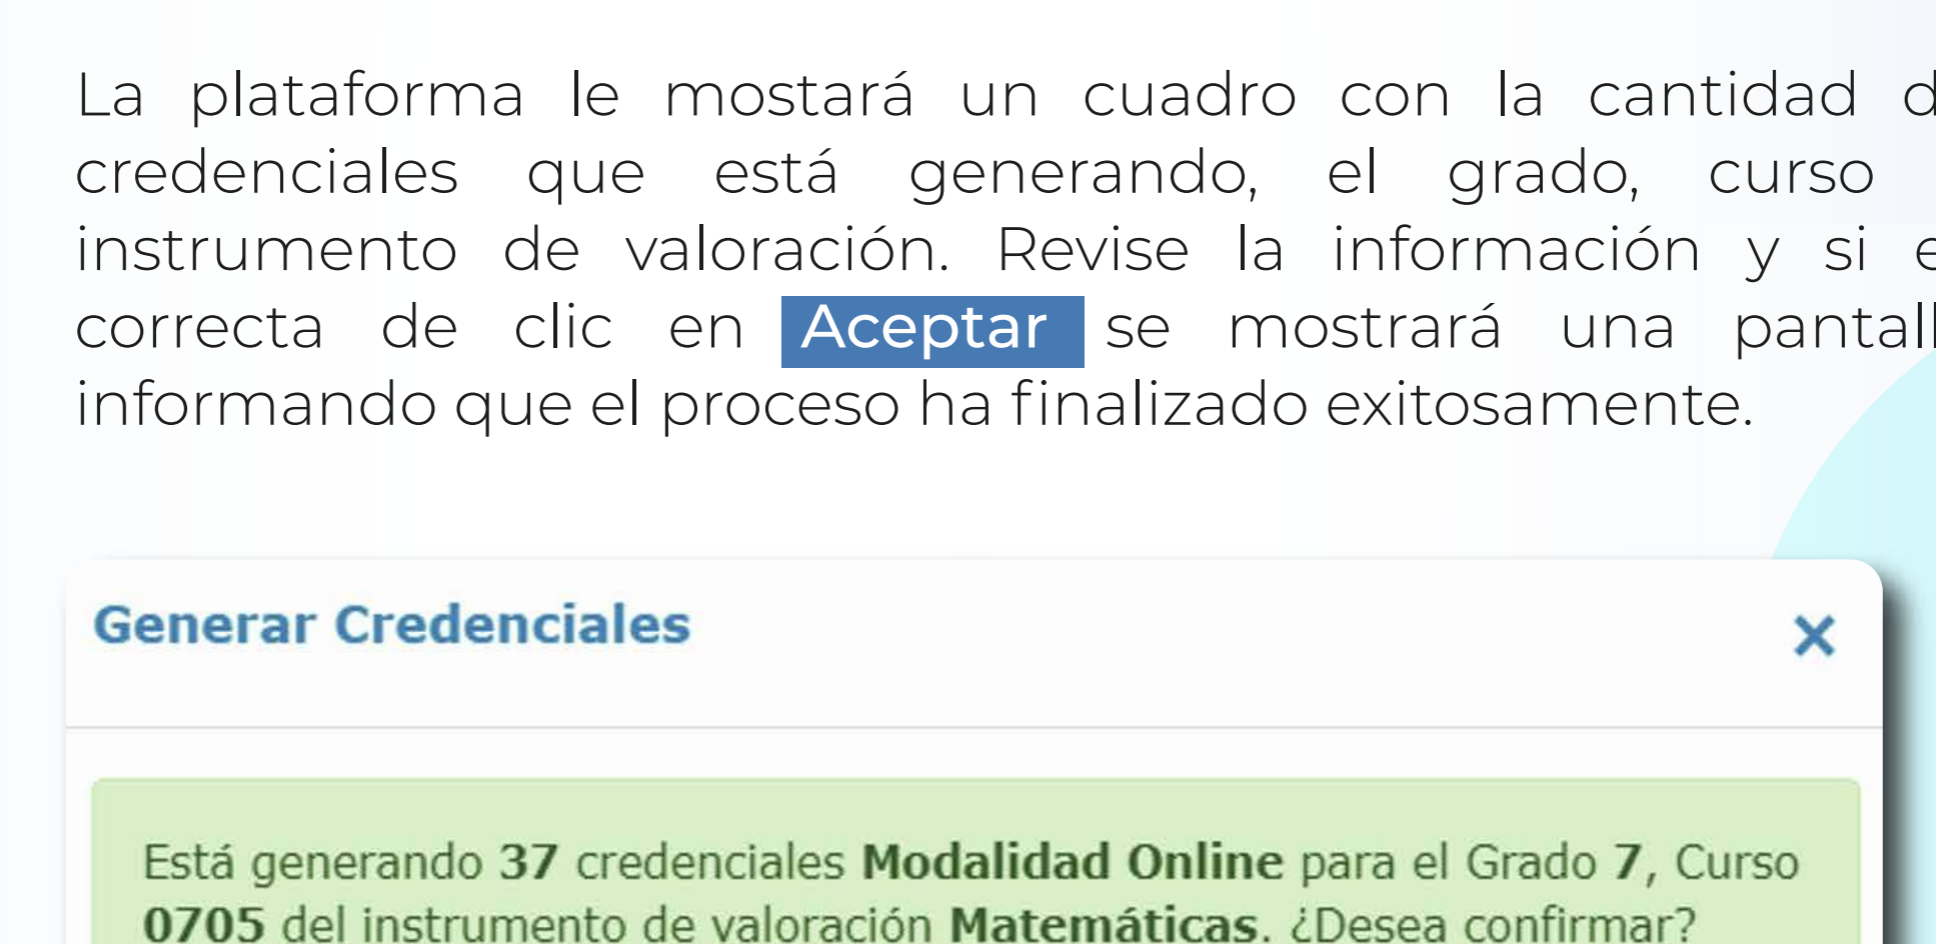 La plataforma le mostará un cuadro con la cantidad
credenciales que está generando, el grado, curso
instrumento de valoración. Revise la información y si
correcta de clic en Aceptar se mostrará una
informando que el proceso ha finalizado exitosamente.
Generar Credenciales
Está generando 37 credenciales Modalidad Online para el Grado 7, Curso
0705 del instrumento de valoración Matemáticas. ¿Desea confirmar?